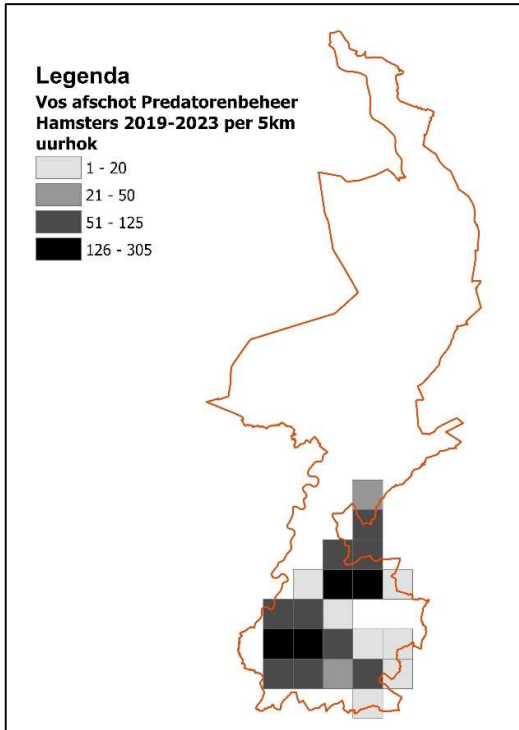 Legenda
Vos afschot Predatorenbeheer
Hamsters 2019-2023 per 5km
uurhok
1 - 20
21 - 50
51 - 125
126 - 305